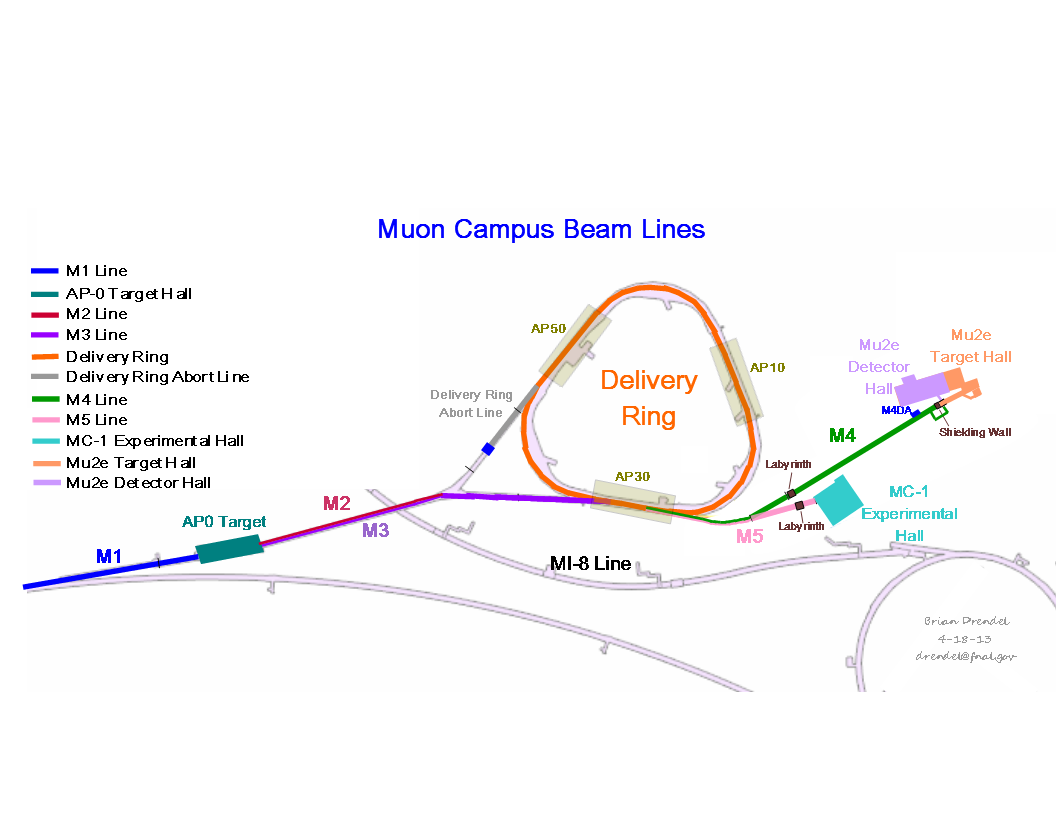 Muon Campus Beam Lines
M1 Line
AP-0 Target Hall
M2 Line
M3 Line
Delivery Ring
Delivery Ring Abort Line
M4 Line
M5 Line
MC-1 Experimental Hall
Mu2e Target Hall
Mu2e Detector Hall
AP50
AP10
Delivery
Ring
Delivery Ring
Abort Line
Mu2e
Detector
Hall
Mu2e
Target Hall
M4DA
Shielding Wall
M4
Labyrinth
AP30
MC-1
Experimental
Hall
Labyrinth
M5
M2
M3
AP0 Target
M1
MI-8 Line
Brian Drendel
4-18-13
drendel@fnal.gov